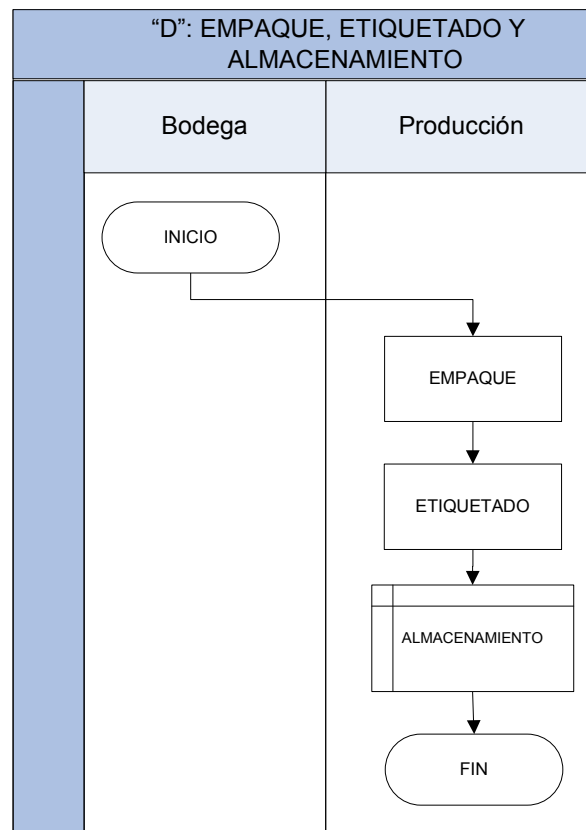 “D”: EMPAQUE, ETIQUETADO Y
ALMACENAMIENTO
Bodega
Producción
INICIO
EMPAQUE
ETIQUETADO
ALMACENAMIENTO
FIN